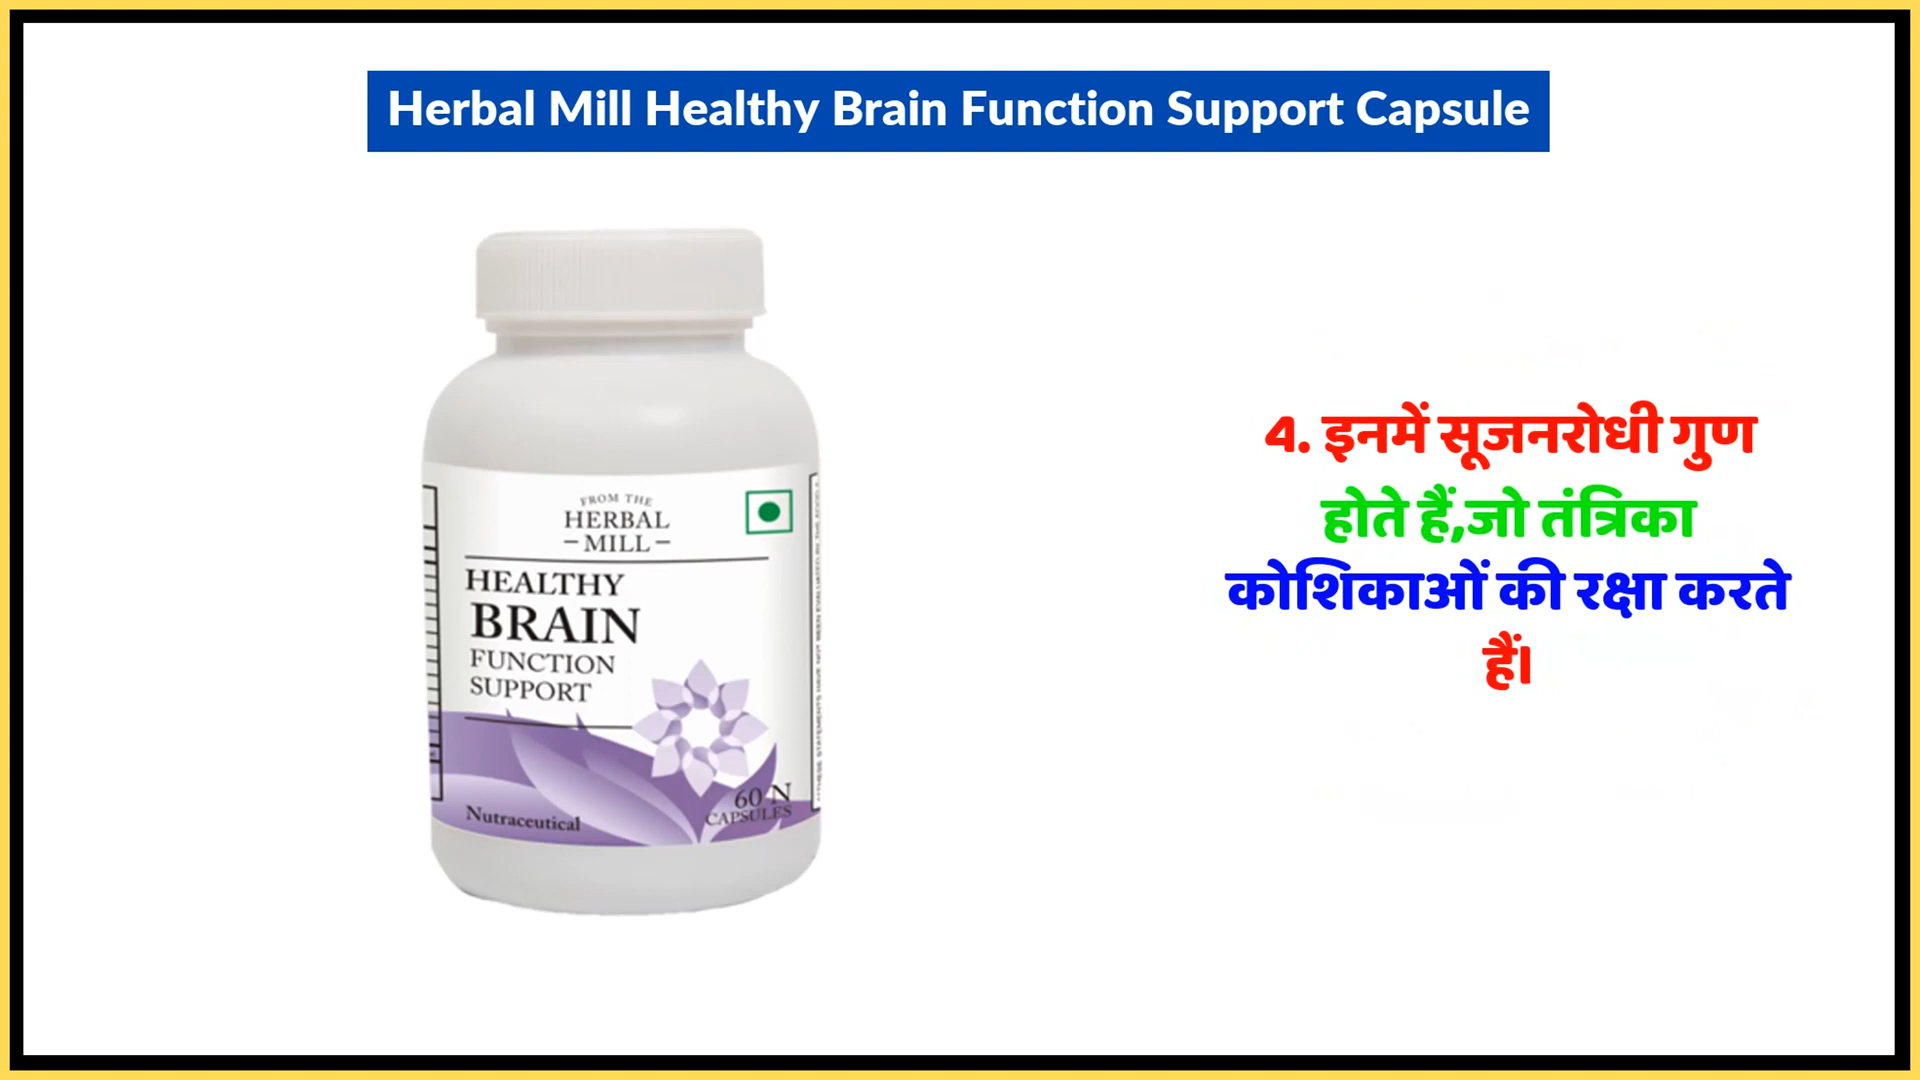 Herbal Mill Healthy Brain Function Support Capsule
FROM THE
HERBAL
MILL
HEALTHY
BRAIN
FUNCTION
SUPPORT
Nutraceutical
60 N
CAPSULES
4. इनमें सूजनरोधी गुण
होते हैं,जो तंत्रिका
कोशिकाओं की रक्षा करते
हैं।